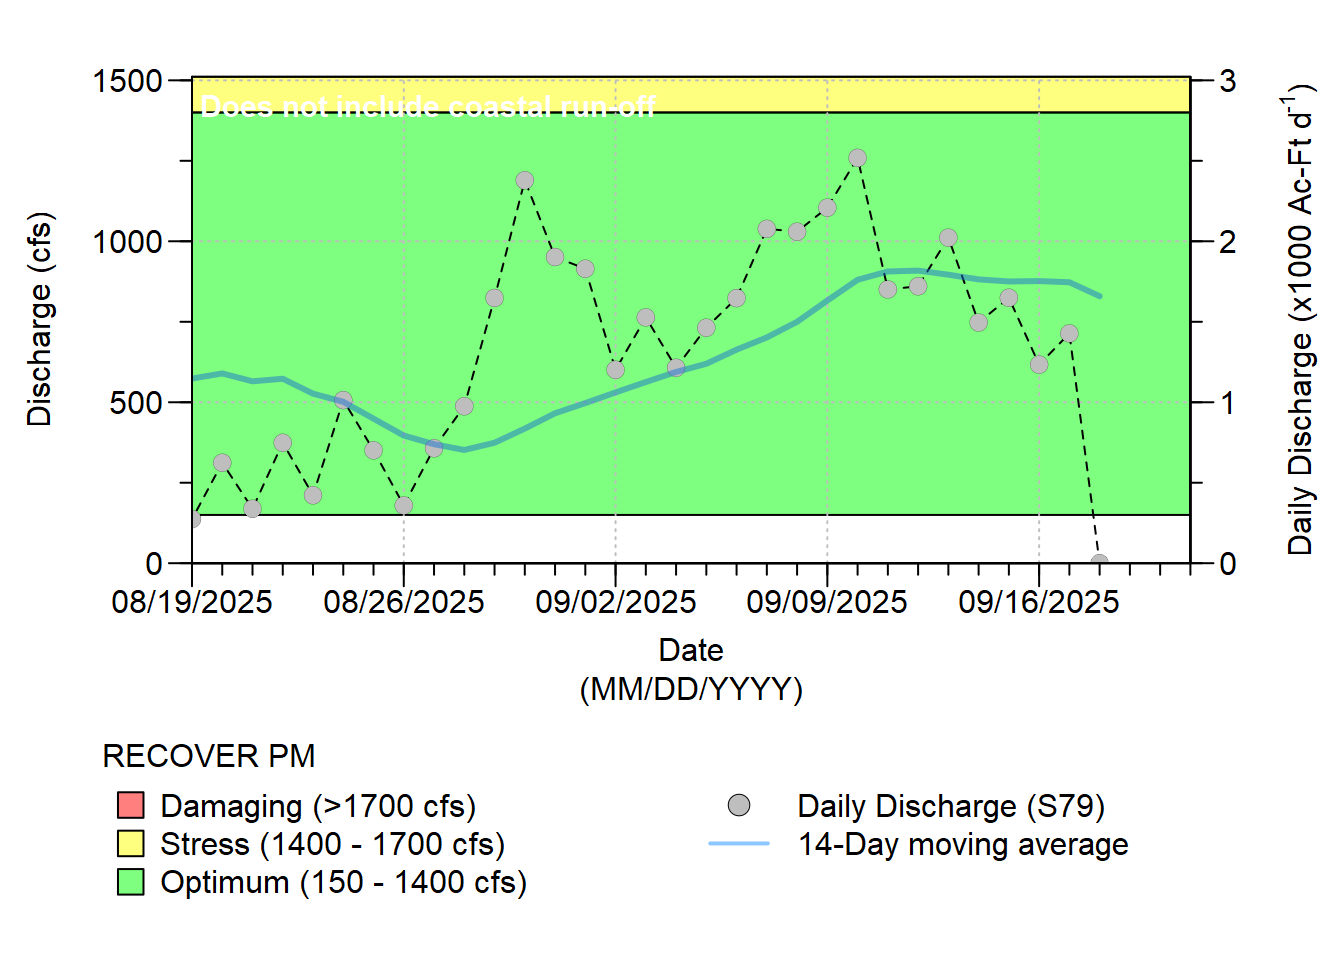 Does not include coastal run-off
1500
1000
500
0
3
2
1
0
Discharge (cfs)
Daily Discharge (x1000 Ac-Ft d-1)
08/19/2025 08/26/2025 09/02/2025 09/09/2025 09/16/2025
Date
(MM/DD/YYYY)
RECOVER PM
Damaging (>1700 cfs)
Stress (1400 - 1700 cfs)
Optimum (150 - 1400 cfs)
Daily Discharge (S79)
14-Day moving average